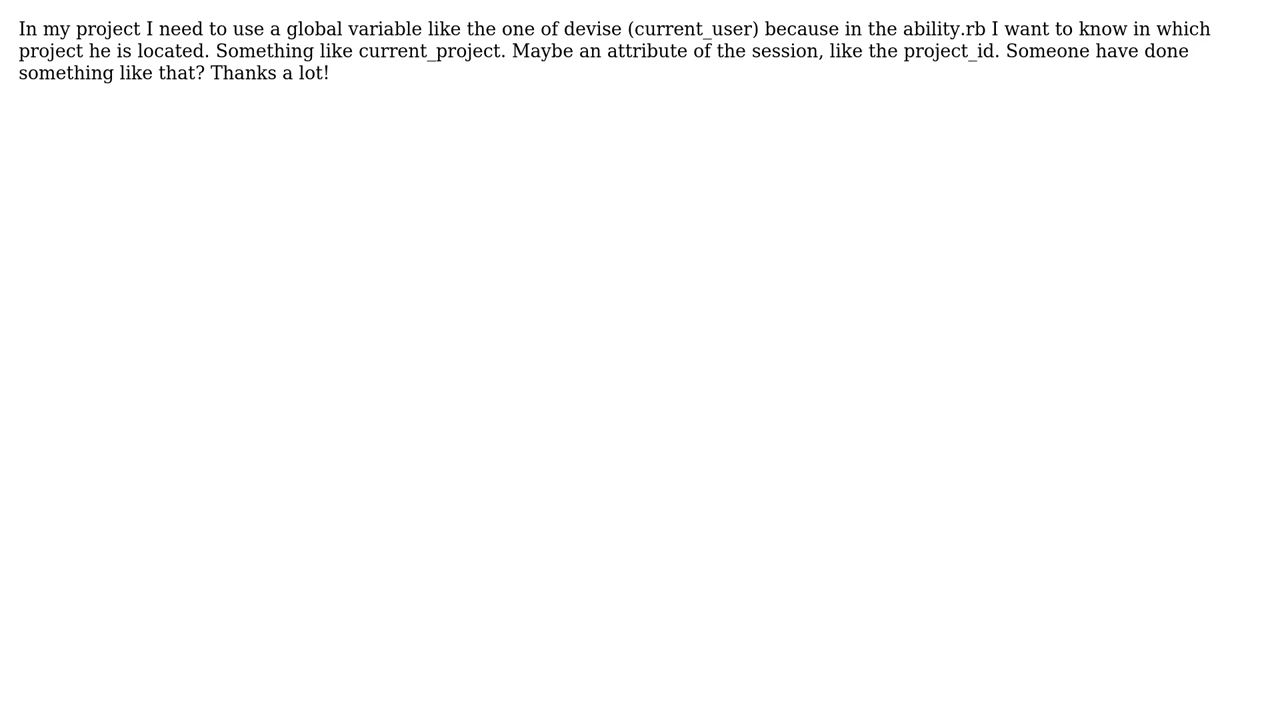 In my project I need to use a global variable like the one of devise (current_user) because in the ability.rb I want to know in which
project he is located. Something like current_project. Maybe an attribute of the session, like the project_id. Someone have done
something like that? Thanks a lot!